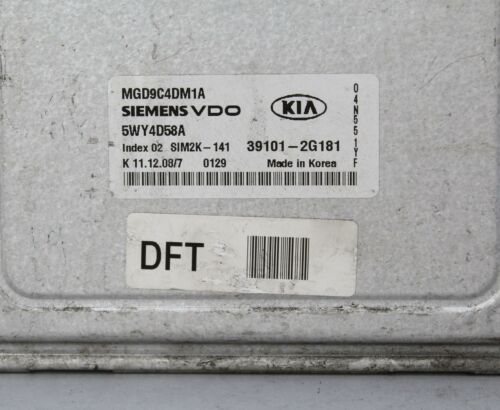 MGD9C4DM1A
SIEMENS VDO
KIA
5WY4D58A
Index 02 SIM2K-141 39101-2G181
K 11.12.08/7 0129 Made in Korea
04N551YF
DFT